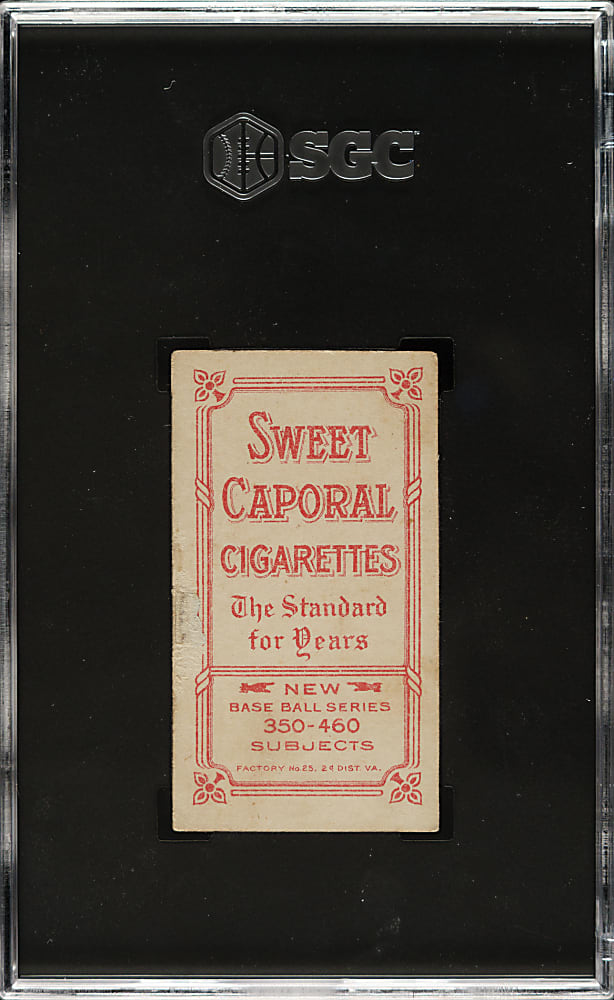 SGC
SWEET
CAPORAL
CIGARETTES
The Standard
for Years
NEW
BASE BALL SERIES
350-460
SUBJECTS
FACTORY No. 25, 2d DIST. VA.